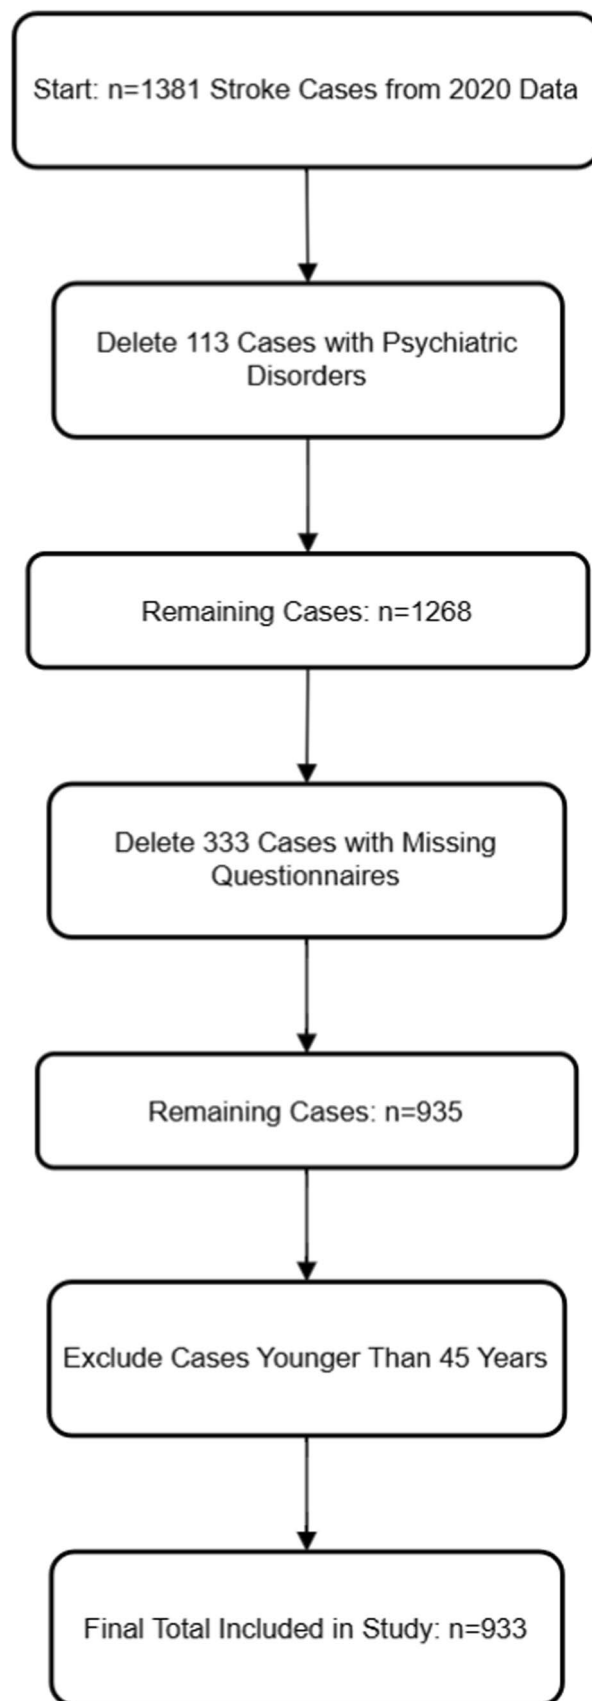 Start: n=1381 Stroke Cases from 2020 Data
Delete 113 Cases with Psychiatric
Disorders
Remaining Cases: n=1268
Delete 333 Cases with Missing
Questionnaires
Remaining Cases: n=935
Exclude Cases Younger Than 45 Years
Final Total Included in Study: n=933